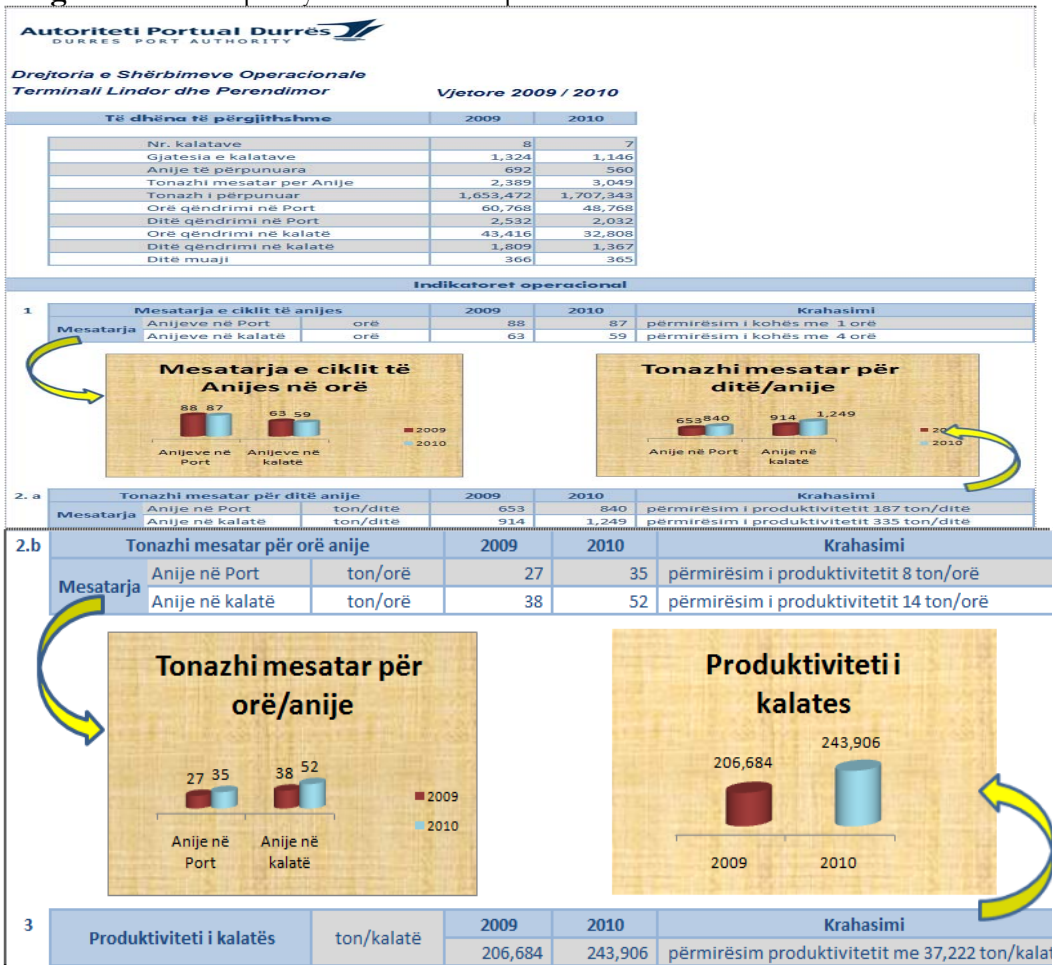 Autoriteti Portual Durrës
DURRES PORT AUTHORITY
Drejtoria e Shërbimeve Operacionale
Terminali Lindor dhe Perendimor Vjetore 2009 / 2010
Të dhëna të përgjithshme 2009 2010
Nr. kalatave 8 7
Gjatesia e kalatave 1,324 1,146
Anije të përpunuara 692 560
Tonazhi mesatar per Anije 2,389 3,049
Tonazh i përpunuar 1,653,472 1,707,343
Orë qëndrimi në Port 60,768 48,768
Ditë qëndrimi në Port 2,532 2,032
Orë qëndrimi në kalatë 43,416 32,808
Ditë qëndrimi në kalatë 1,809 1,367
Ditë muaji 366 365
Indikatoret operacional
1 Mesatarja e ciklit të anijes 2009 2010 Krahasimi
Mesatarja Anijeve në Port orë 88 87 përmirësim i kohës me 1 orë
Anijeve në kalatë orë 63 59 përmirësim i kohës me 4 orë
Mesatarja e ciklit të
Anijes në orë
88 87 63 59
2009
2010
Anijeve në Port
Anijeve në kalatë
Tonazhi mesatar për
ditë/anije
653 840 914 1,249
2010
Anije në Port
Anije në kalatë
2. a Tonazhi mesatar për ditë anije 2009 2010 Krahasimi
Mesatarja Anije në Port ton/ditë 653 840 përmirësim i produktivitetit 187 ton/ditë
Anije në kalatë ton/ditë 914 1,249 përmirësim i produktivitetit 335 ton/ditë
2.b Tonazhi mesatar për orë anije 2009 2010 Krahasimi
Mesatarja Anije në Port ton/orë 27 35 përmirësim i produktivitetit 8 ton/orë
Anije në kalatë ton/orë 38 52 përmirësim i produktivitetit 14 ton/orë
Tonazhi mesatar për
orë/anije
27 35 38 52
2009
2010
Anije në Port
Anije në kalatë
Produktiviteti i
kalates
206,684 243,906
2009 2010
3 Produktiviteti i kalatës ton/kalatë 2009 2010 Krahasimi
206,684 243,906 përmirësim produktivitetit me 37,222